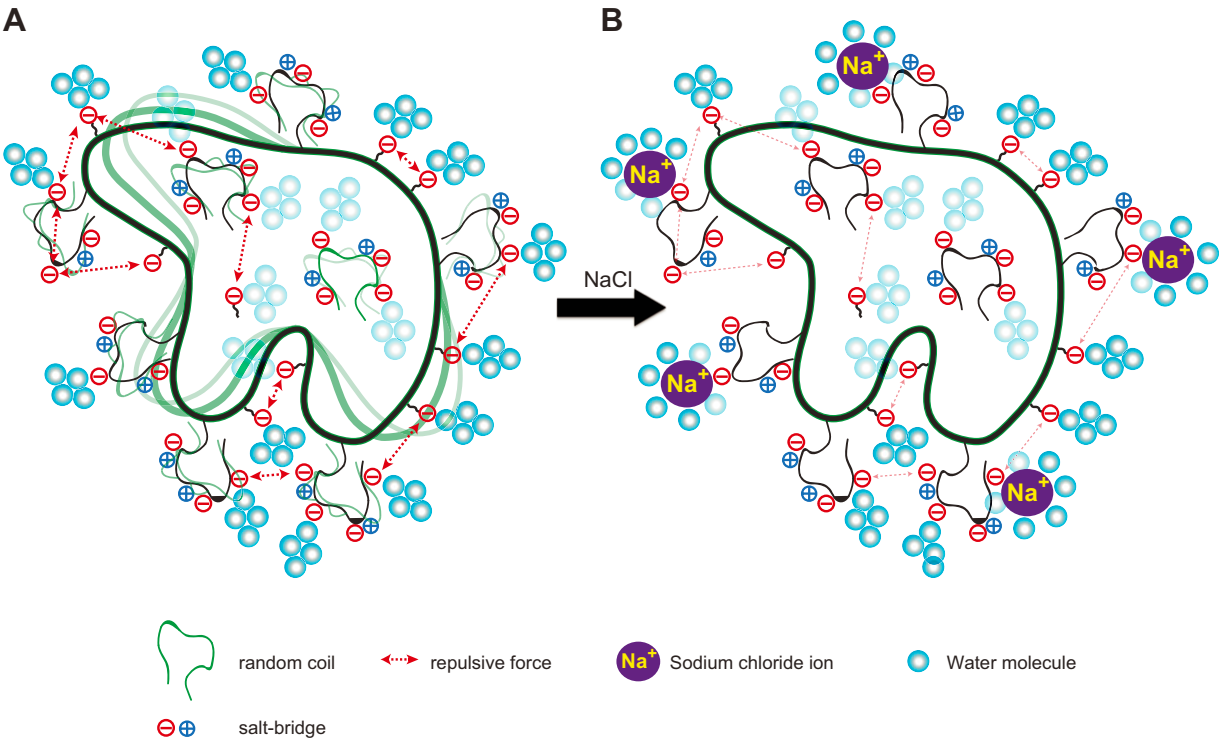 A
B
Na+
Na+
Na+
NaCl
Na+
Na+
random coil
repulsive force
Na+
Sodium chloride ion
Water molecule
salt-bridge